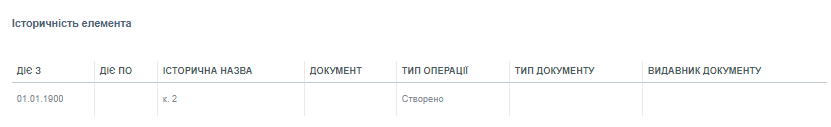 Історичність елемента
ДІЄ З ДІЄ ПО ІСТОРИЧНА НАЗВА ДОКУМЕНТ ТИП ОПЕРАЦІЇ ТИП ДОКУМЕНТУ ВИДАВНИК ДОКУМЕНТУ
01.01.1900 к. 2 Створено